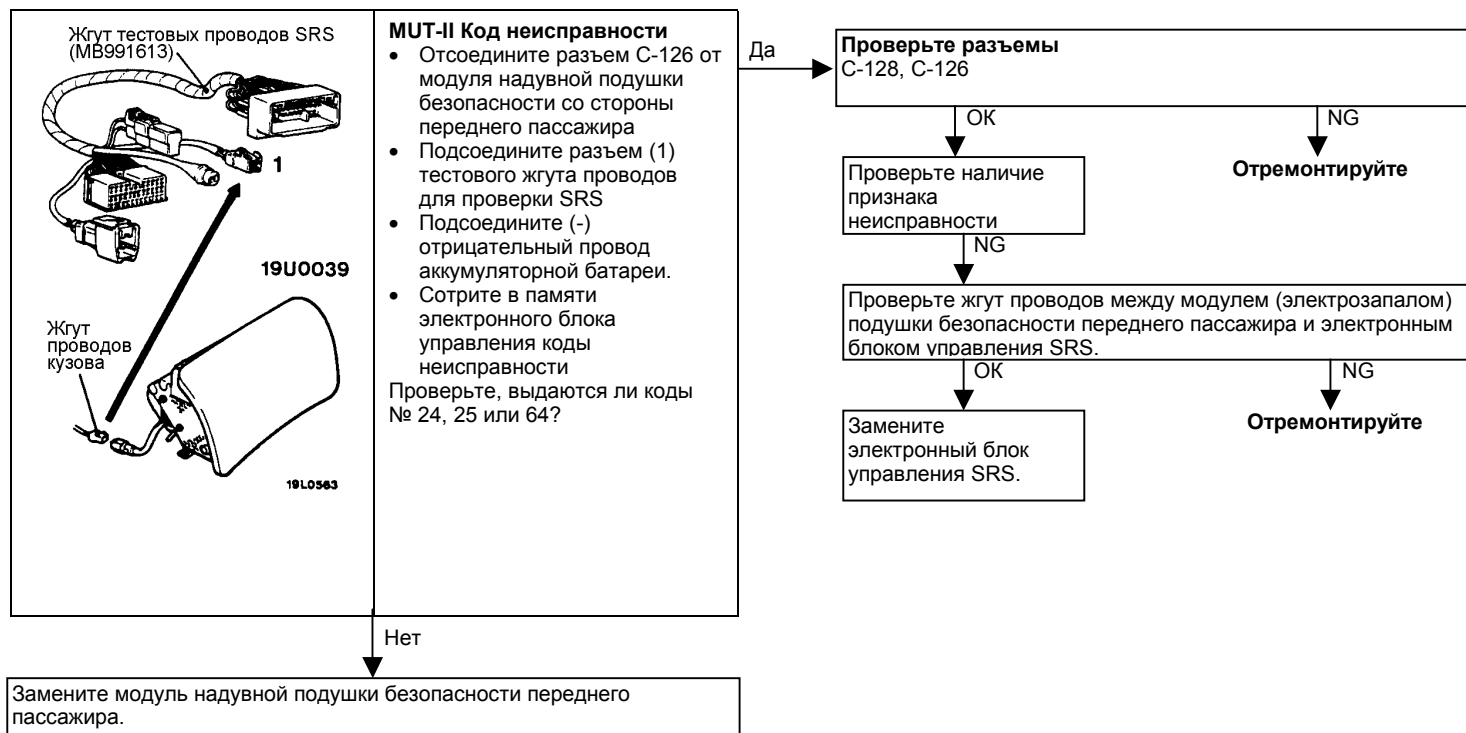 Жгут тестовых проводов SRS
(MB991613)
1
19U0039
Жгут
проводов
кузова
19L0563
MUT-II Код неисправности
• Отсоедините разъем С-126 от
модуля надувной подушки
безопасности со стороны
переднего пассажира
• Подсоедините разъем (1)
тестового жгута проводов
для проверки SRS
• Подсоедините (-)
отрицательный провод
аккумуляторной батареи.
• Сотрите в памяти
электронного блока
управления коды
неисправности
Проверьте, выдаются ли коды
№ 24, 25 или 64?
Да
Проверьте разъемы
С-128, С-126
ОК
NG
Проверьте наличие
признака
неисправности
Отремонтируйте
NG
Проверьте жгут проводов между модулем (электрозапалом)
подушки безопасности переднего пассажира и электронным
блоком управления SRS.
ОК
NG
Замените
электронный блок
управления SRS.
Отремонтируйте
Нет
Замените модуль надувной подушки безопасности переднего
пассажира.